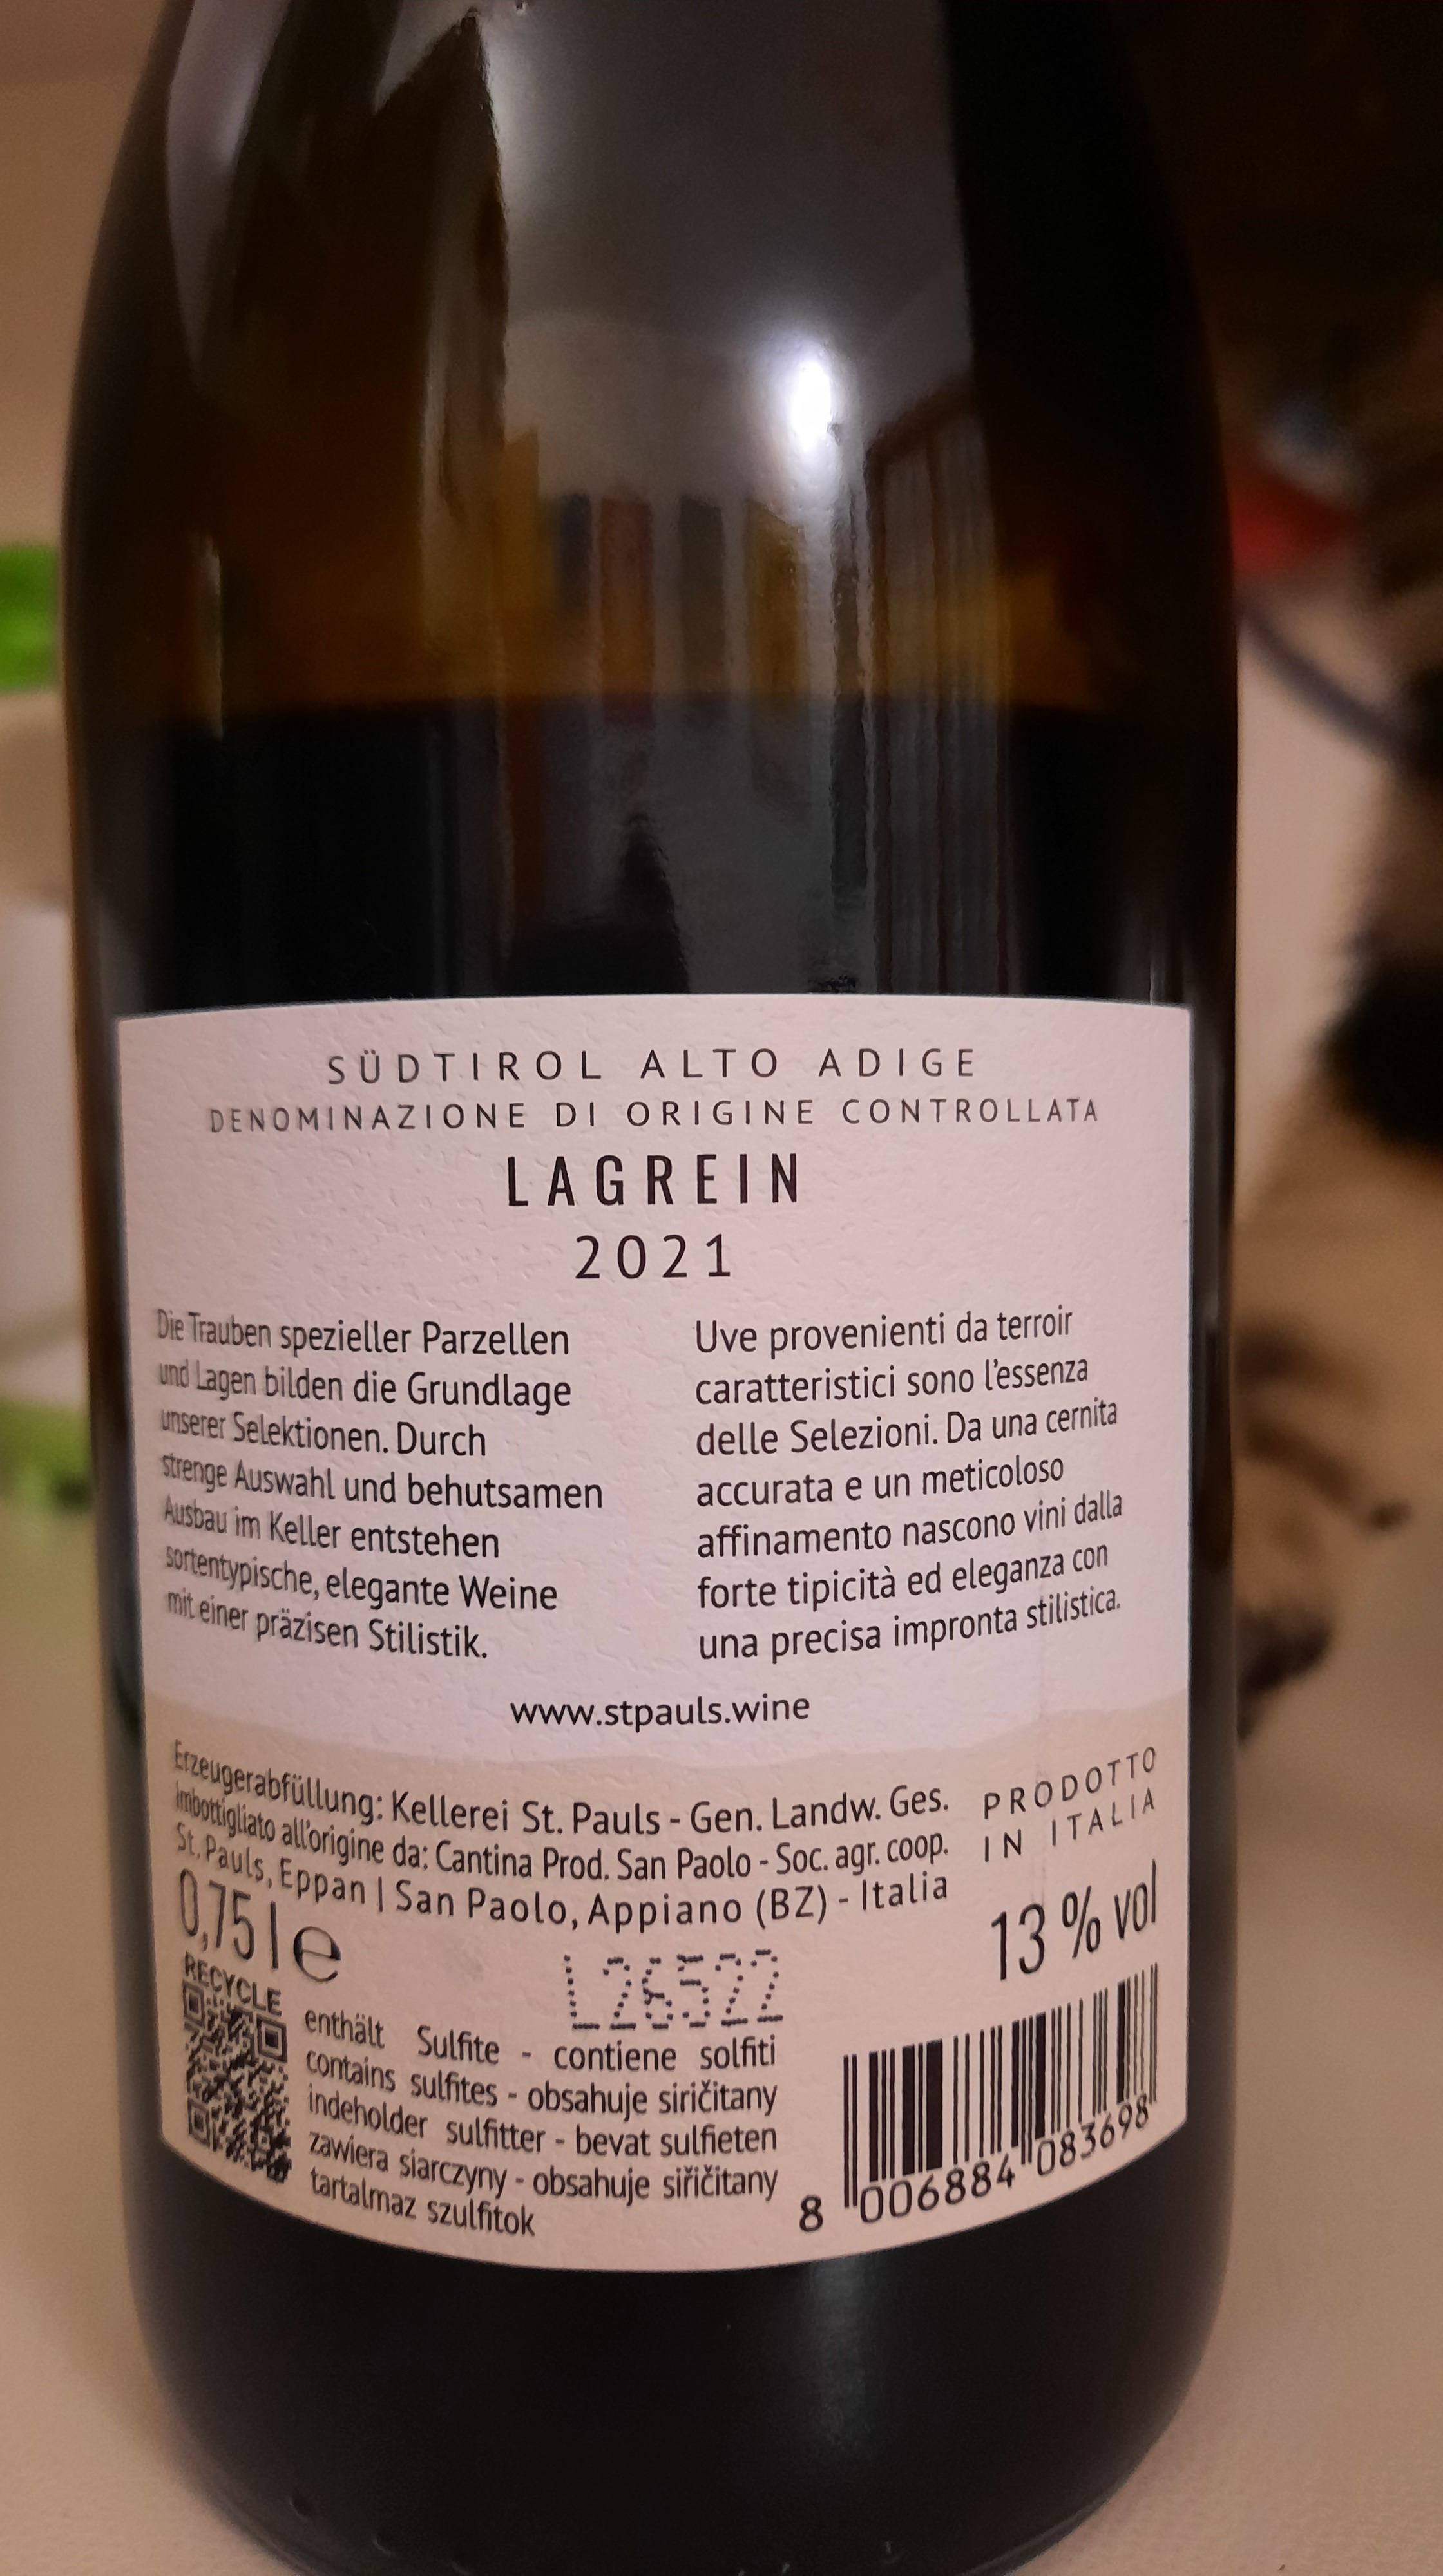 SÜDTIROL ALTO ADIGE
DENOMINAZIONE DI ORIGINE CONTROLLATA
LAGREIN
2021
Die Trauben spezieller Parzellen
und Lagen bilden die Grundlage
unserer Selektionen. Durch
strenge Auswahl und behutsamen
Ausbau im Keller entstehen
sortentypische, elegante Weine
mit einer präzisen Stilistik.
Uve provenienti da terroir
caratteristici sono l'essenza
delle Selezioni. Da una cernita
accurata e un meticoloso
affinamento nascono vini dalla
forte tipicità ed eleganza con
una precisa impronta stilistica.
www.stpauls.wine
Erzeugerabfüllung: Kellerei St. Pauls - Gen. Landw. Ges.
imbottigliato all'origine da: Cantina Prod. San Paolo - Soc. agr. coop.
St. Pauls, Eppan | San Paolo, Appiano (BZ) - Italia
PRODOTTO
IN ITALIA
0,75 l e
13 % vol
L26522
RECYCLE
enthält Sulfite - contiene solfiti
contains sulfites - obsahuje siričitany
indeholder sulfitter - bevat sulfieten
zawiera siarczyny - obsahuje siřičitany
tartalmaz szulfitok
8 006884 083698